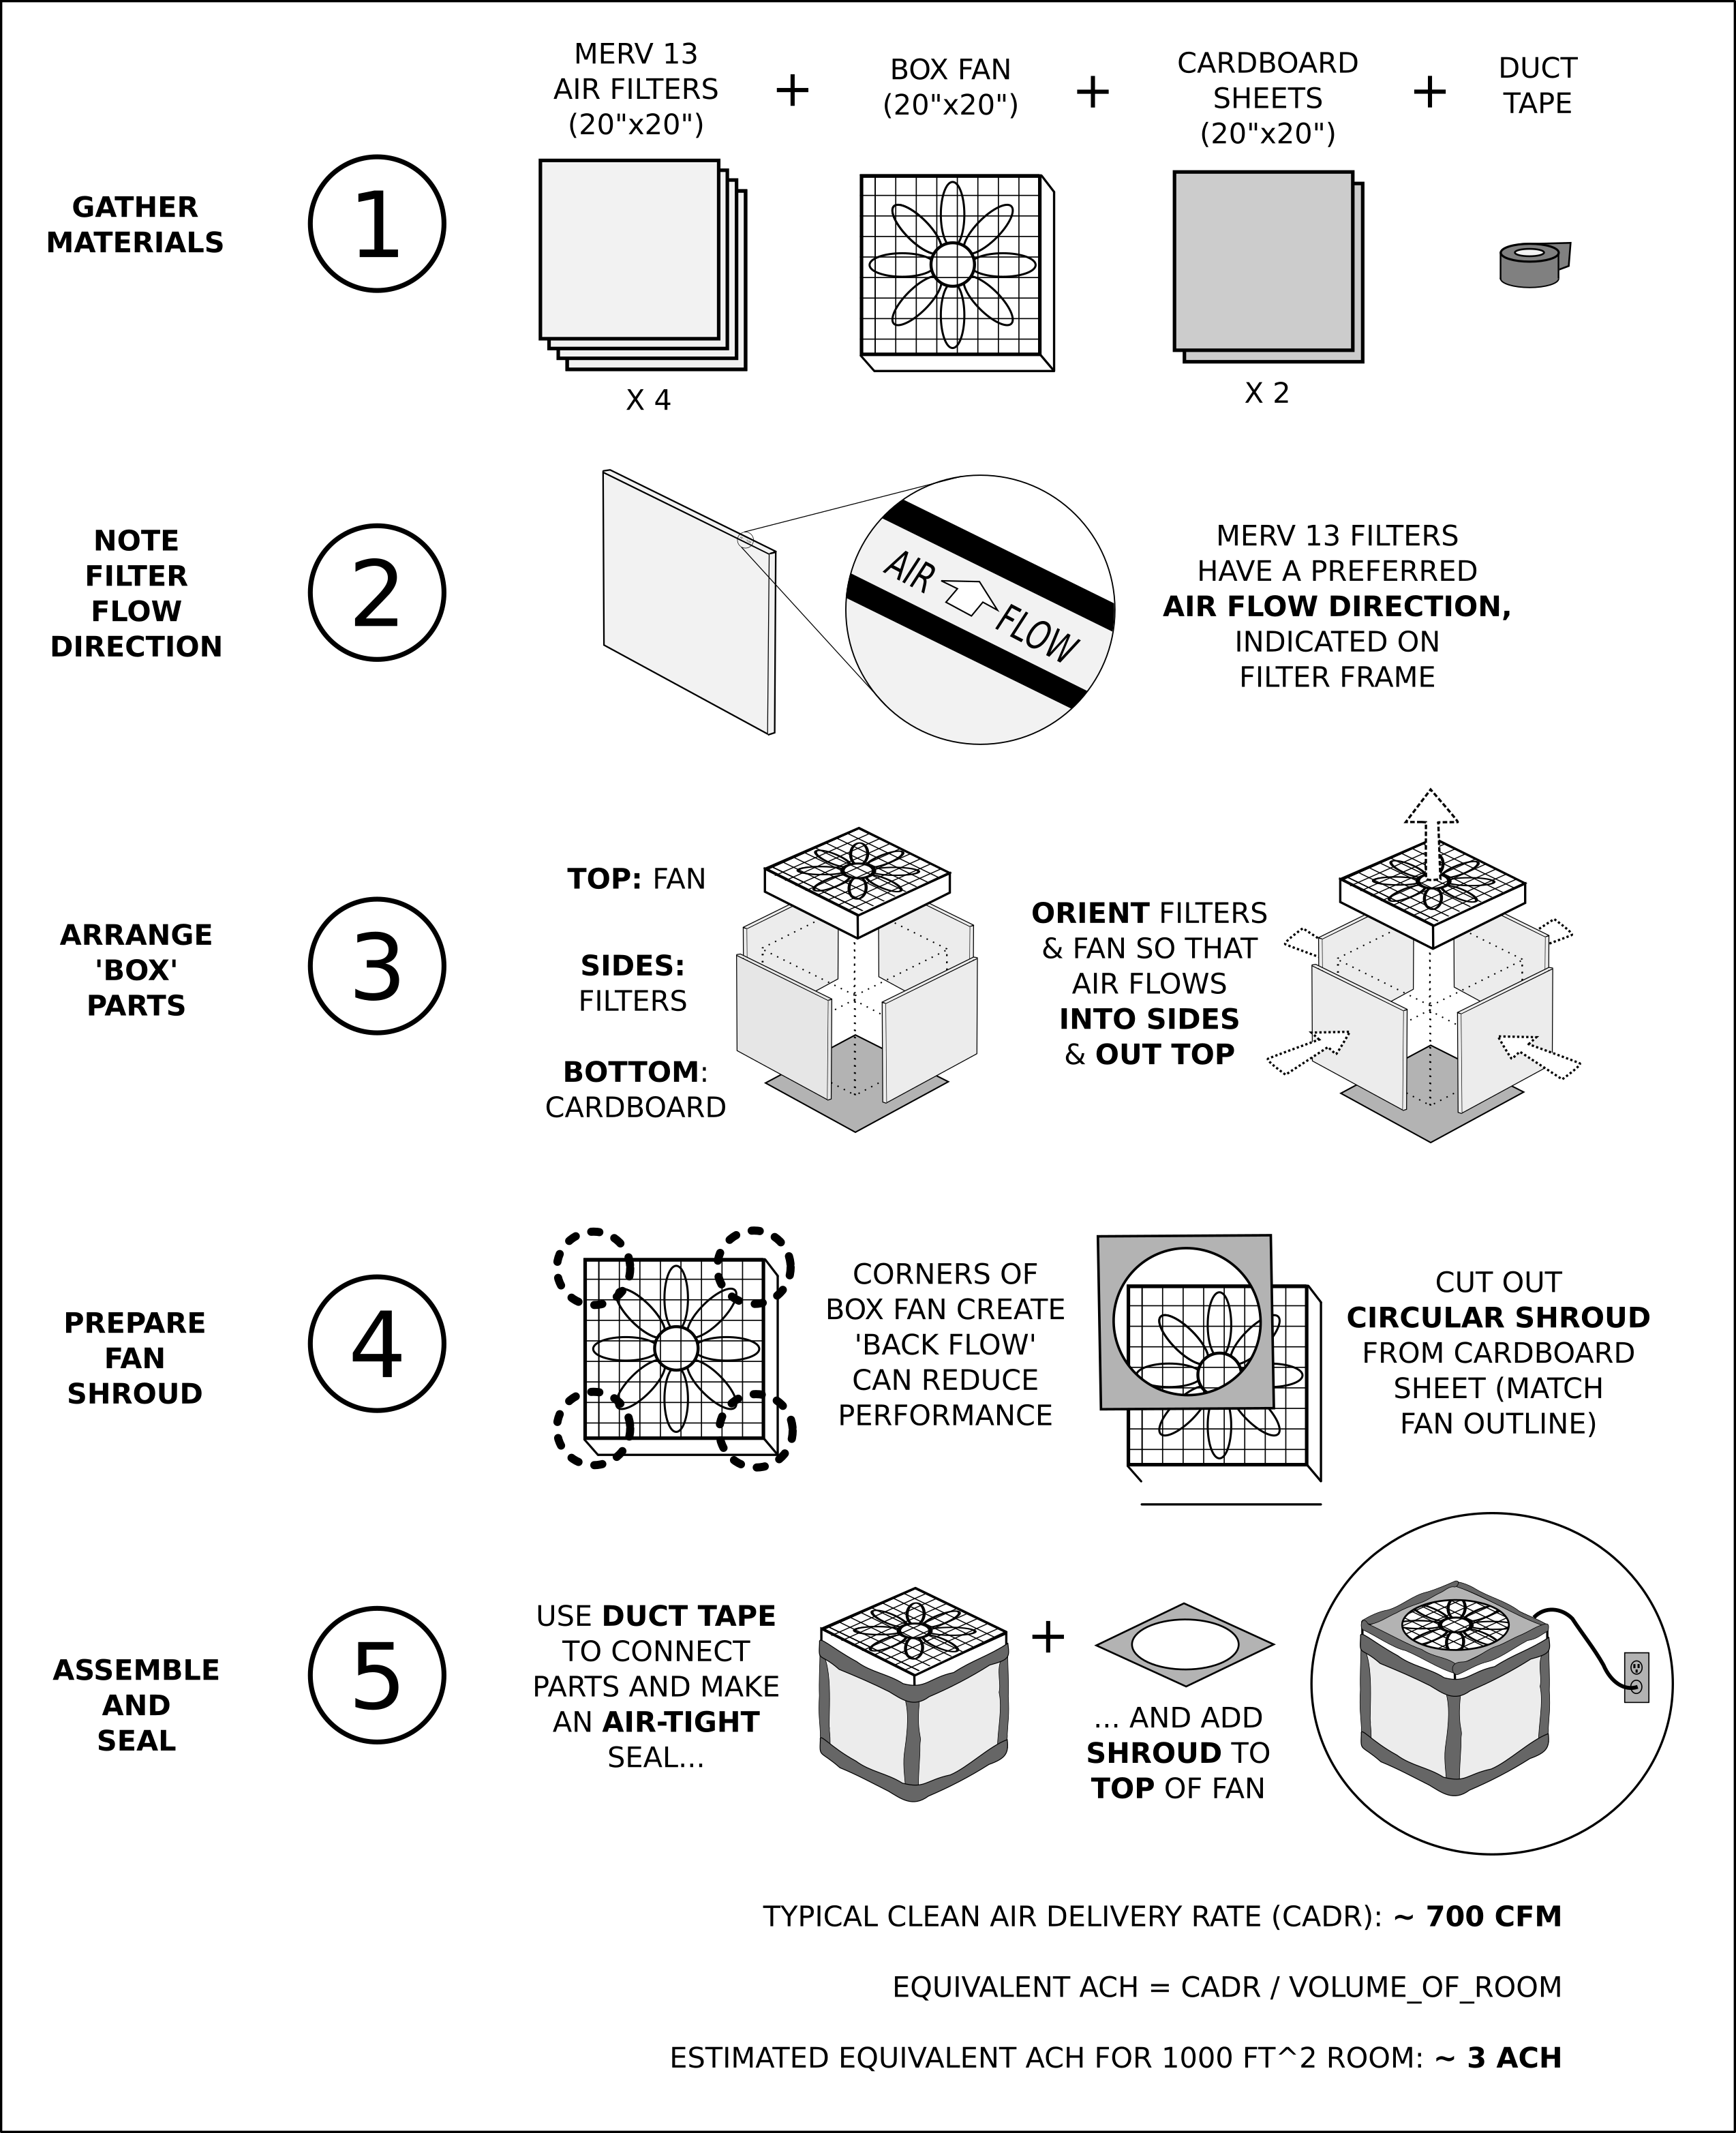 MERV 13
AIR FILTERS
(20"x20")
+
BOX FAN
(20"x20")
+
CARDBOARD
SHEETS
(20"x20")
+
DUCT
TAPE
GATHER
MATERIALS
1
X 4
X 2
NOTE
FILTER
FLOW
DIRECTION
2
AIR FLOW
MERV 13 FILTERS
HAVE A PREFERRED
AIR FLOW DIRECTION,
INDICATED ON
FILTER FRAME
ARRANGE
'BOX'
PARTS
3
TOP: FAN
SIDES:
FILTERS
BOTTOM:
CARDBOARD
ORIENT FILTERS
& FAN SO THAT
AIR FLOWS
INTO SIDES
& OUT TOP
PREPARE
FAN
SHROUD
4
CORNERS OF
BOX FAN CREATE
'BACK FLOW'
CAN REDUCE
PERFORMANCE
CUT OUT
CIRCULAR SHROUD
FROM CARDBOARD
SHEET (MATCH
FAN OUTLINE)
ASSEMBLE
AND
SEAL
5
USE DUCT TAPE
TO CONNECT
PARTS AND MAKE
AN AIR-TIGHT
SEAL...
+
... AND ADD
SHROUD TO
TOP OF FAN
TYPICAL CLEAN AIR DELIVERY RATE (CADR): ~ 700 CFM
EQUIVALENT ACH = CADR / VOLUME_OF_ROOM
ESTIMATED EQUIVALENT ACH FOR 1000 FT^2 ROOM: ~ 3 ACH